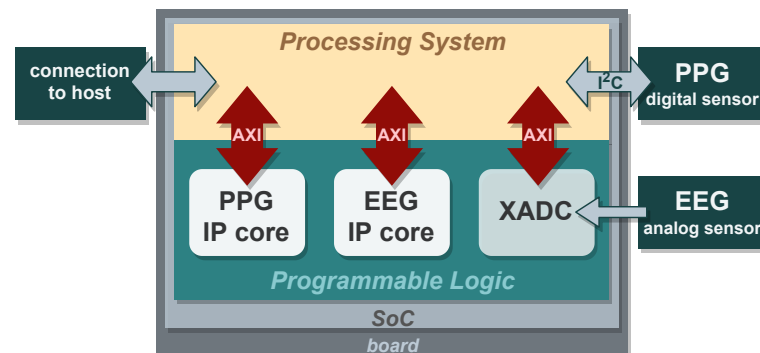 Processing System
connection
to host
I²C
PPG
digital sensor
AXI
AXI
AXI
PPG
IP core
EEG
IP core
XADC
EEG
analog sensor
Programmable Logic
SoC
board